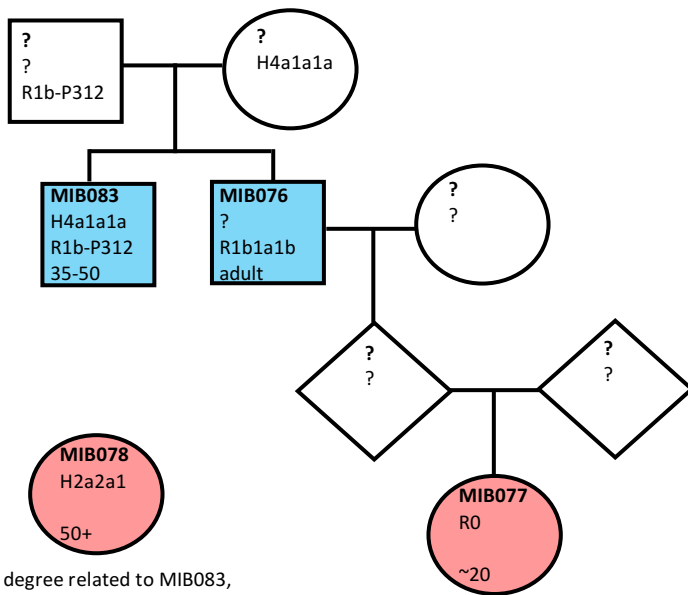 ?
?
R1b-P312
?
H4a1a1a
MIB083
H4a1a1a
R1b-P312
35-50
MIB076
?
R1b1a1b
adult
?
?
?
?
?
?
MIB078
H2a2a1
50+
MIB077
R0
~20
degree related to MIB083,